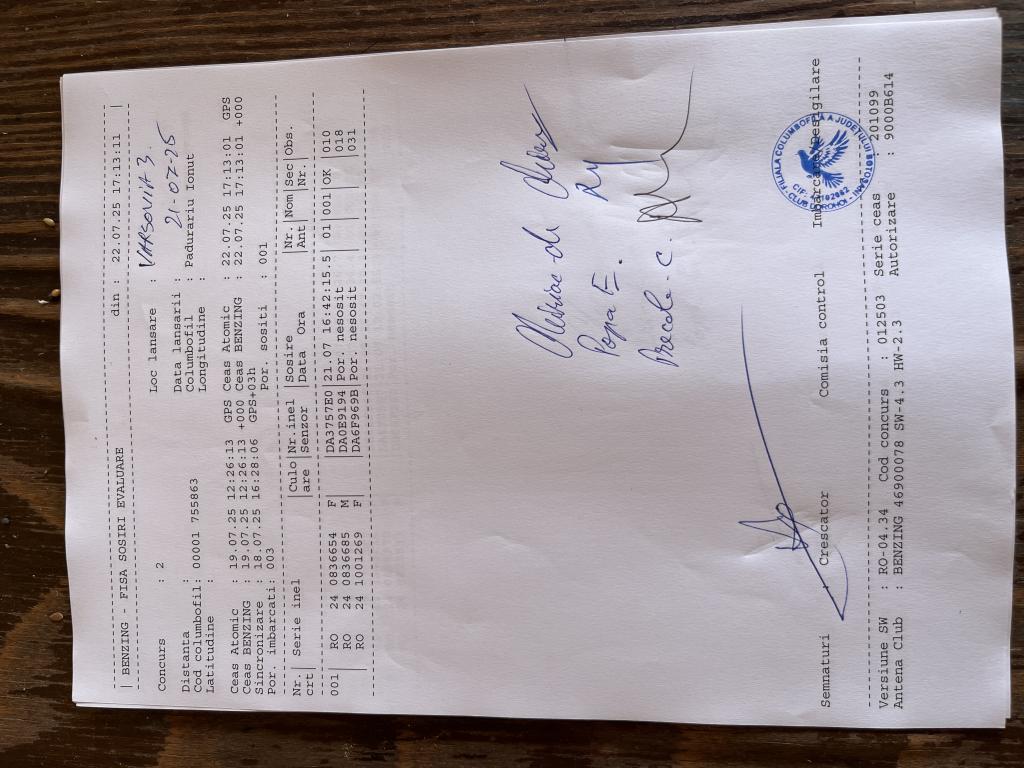 | BENZING - FISA SOSIRI EVALUARE din : 22.07.25 17:13:11 |
Concurs : 2 Loc lansare : VARSOVIA 3.
Distanta : Data lansarii : 21-07-25
Cod columbofil: 00001 755863 Columbofil : Padurariu Ionut
Latitudine : Longitudine :
Ceas Atomic : 19.07.25 12:26:13 GPS Ceas Atomic : 22.07.25 17:13:01 GPS
Ceas BENZING : 19.07.25 12:26:13 +000 Ceas BENZING : 22.07.25 17:13:01 +000
Sincronizare : 18.07.25 16:28:06 GPS+03h
Por. imbarcati: 003 Por. sositi : 001
Nr.| Serie inel |Culo|Nr.inel |Sosire |Nr.|Nom|Sec|Obs.
crt| |are |Senzor |Data Ora |Ant| |Nr.|
001| RO 24 0836654 F| |DA3757E0|21.07 16:42:15.5 | 01|001|OK |010
| RO 24 0836685 M| |DA0E9194|Por. nesosit | | | |018
| RO 24 1001269 F| |DA6F969B|Por. nesosit | | | |031
Popa E.
C.
FILIALA COLUMBOFILA A JUDETULUI BOTOSANI
Semnaturi Crescator Comisia control Imbarcare/Desigilare
Versiune SW : RO-04.34 Cod concurs : 012503 Serie ceas : 201099
Antena Club : BENZING 46900078 SW-4.3 HW-2.3 Autorizare : 9000B614